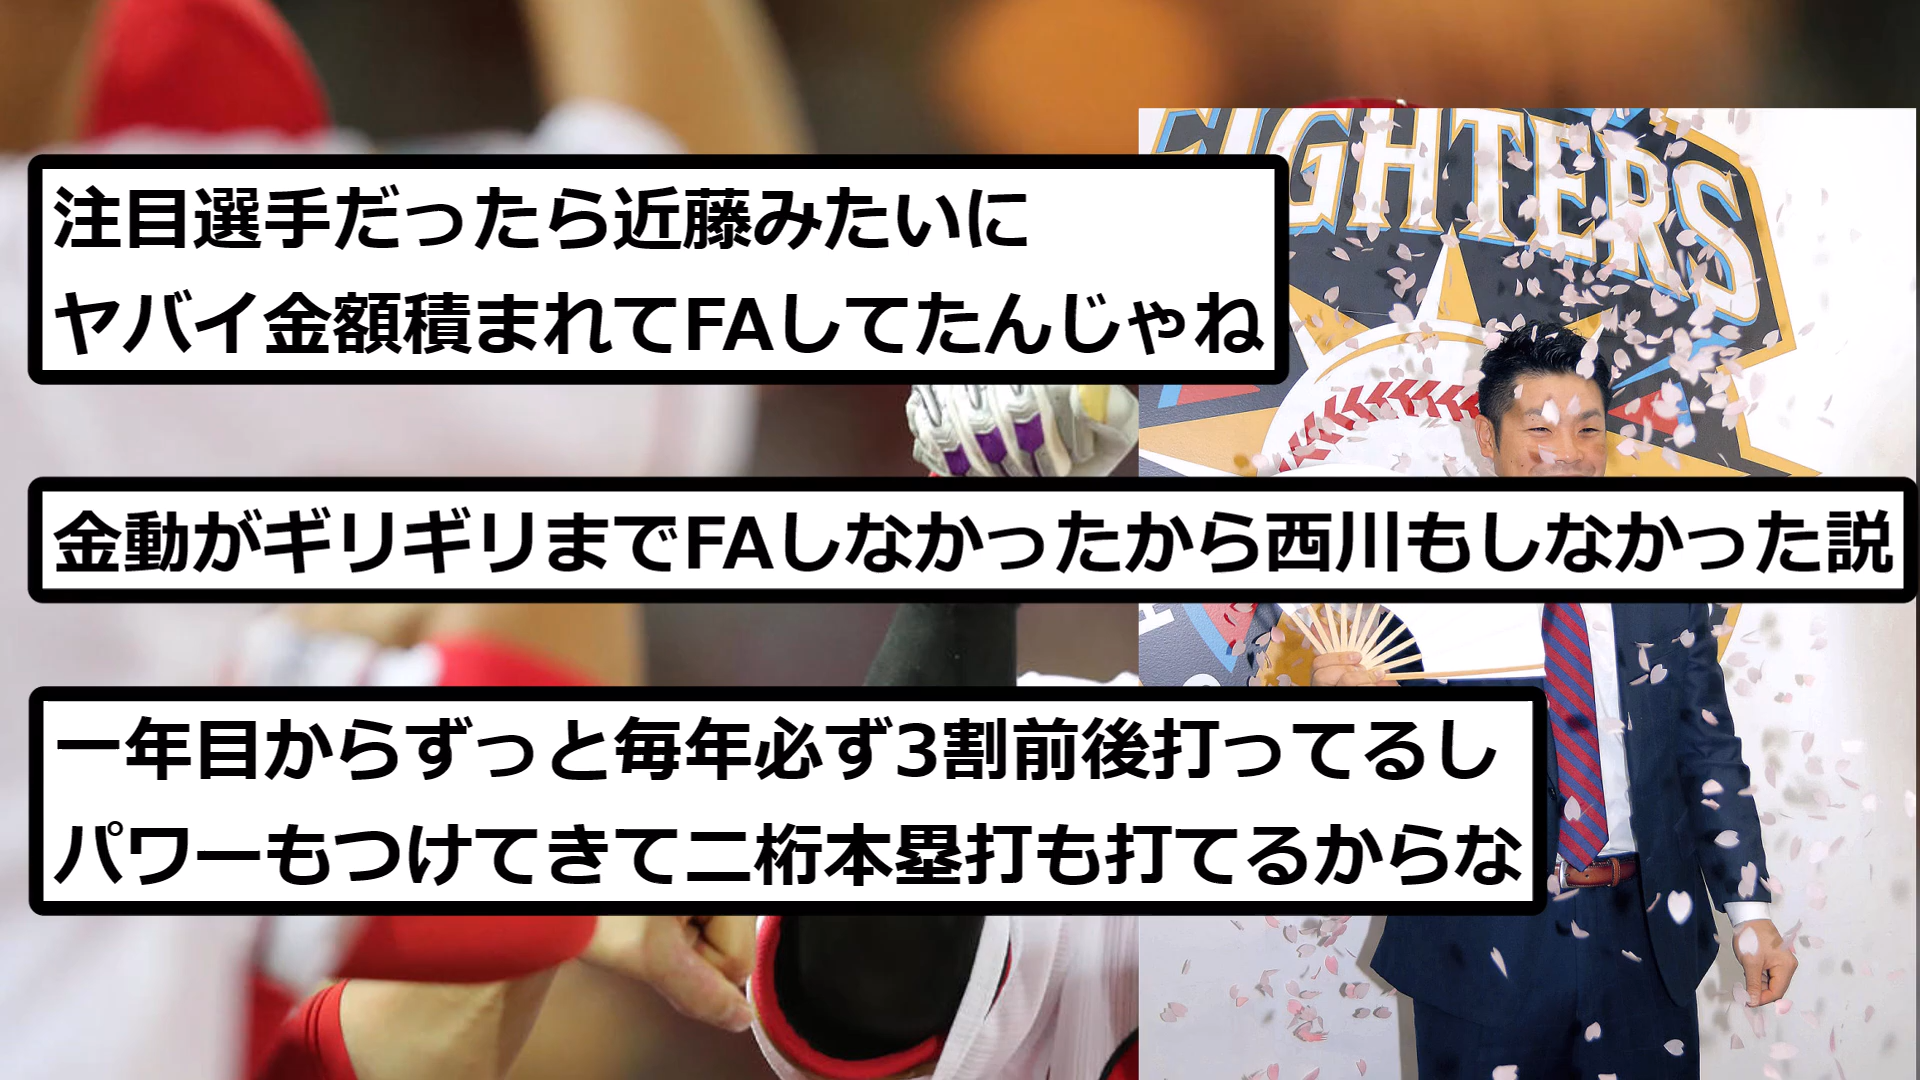 FIGHTERS
注目選手だったら近藤みたいに
ヤバイ金額積まれてFAしてたんじゃね
金動がギリギリまでFAしなかったから西川もしなかった説
一年目からずっと毎年必ず3割前後打ってるし
パワーもつけてきて二桁本塁打も打てるからな